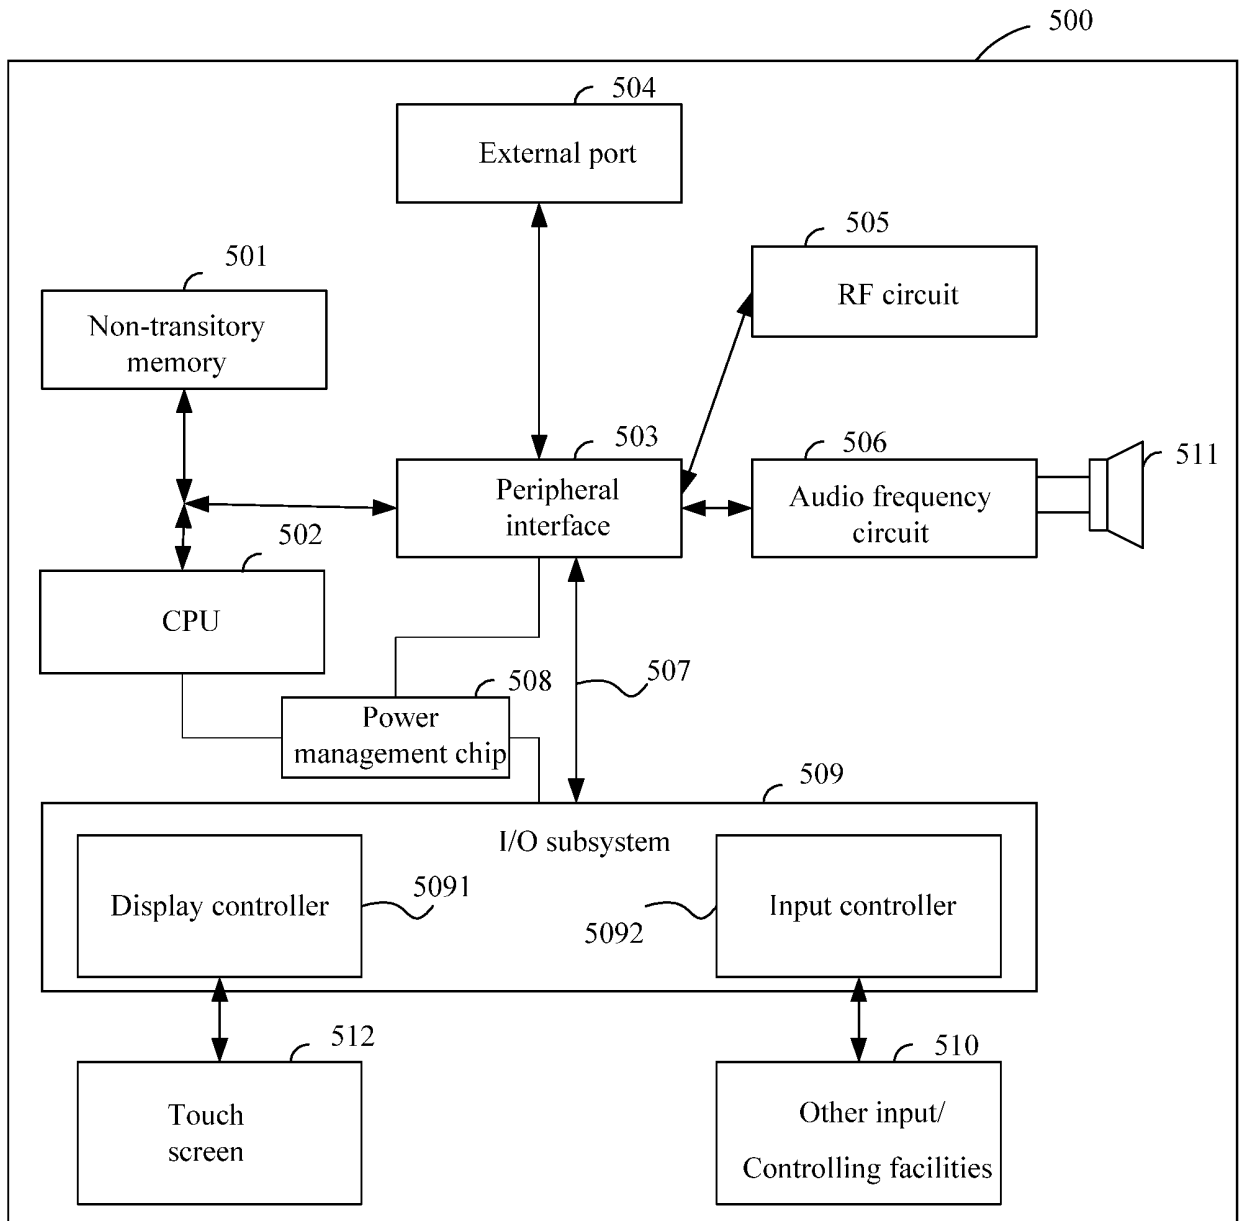 500
504
External port
505
RF circuit
501
Non-transitory
memory
503
Peripheral
interface
506
Audio frequency
circuit
511
502
CPU
508
Power
management chip
507
509
I/O subsystem
Display controller
5091
5092
Input controller
512
Touch
screen
510
Other input/
Controlling facilities